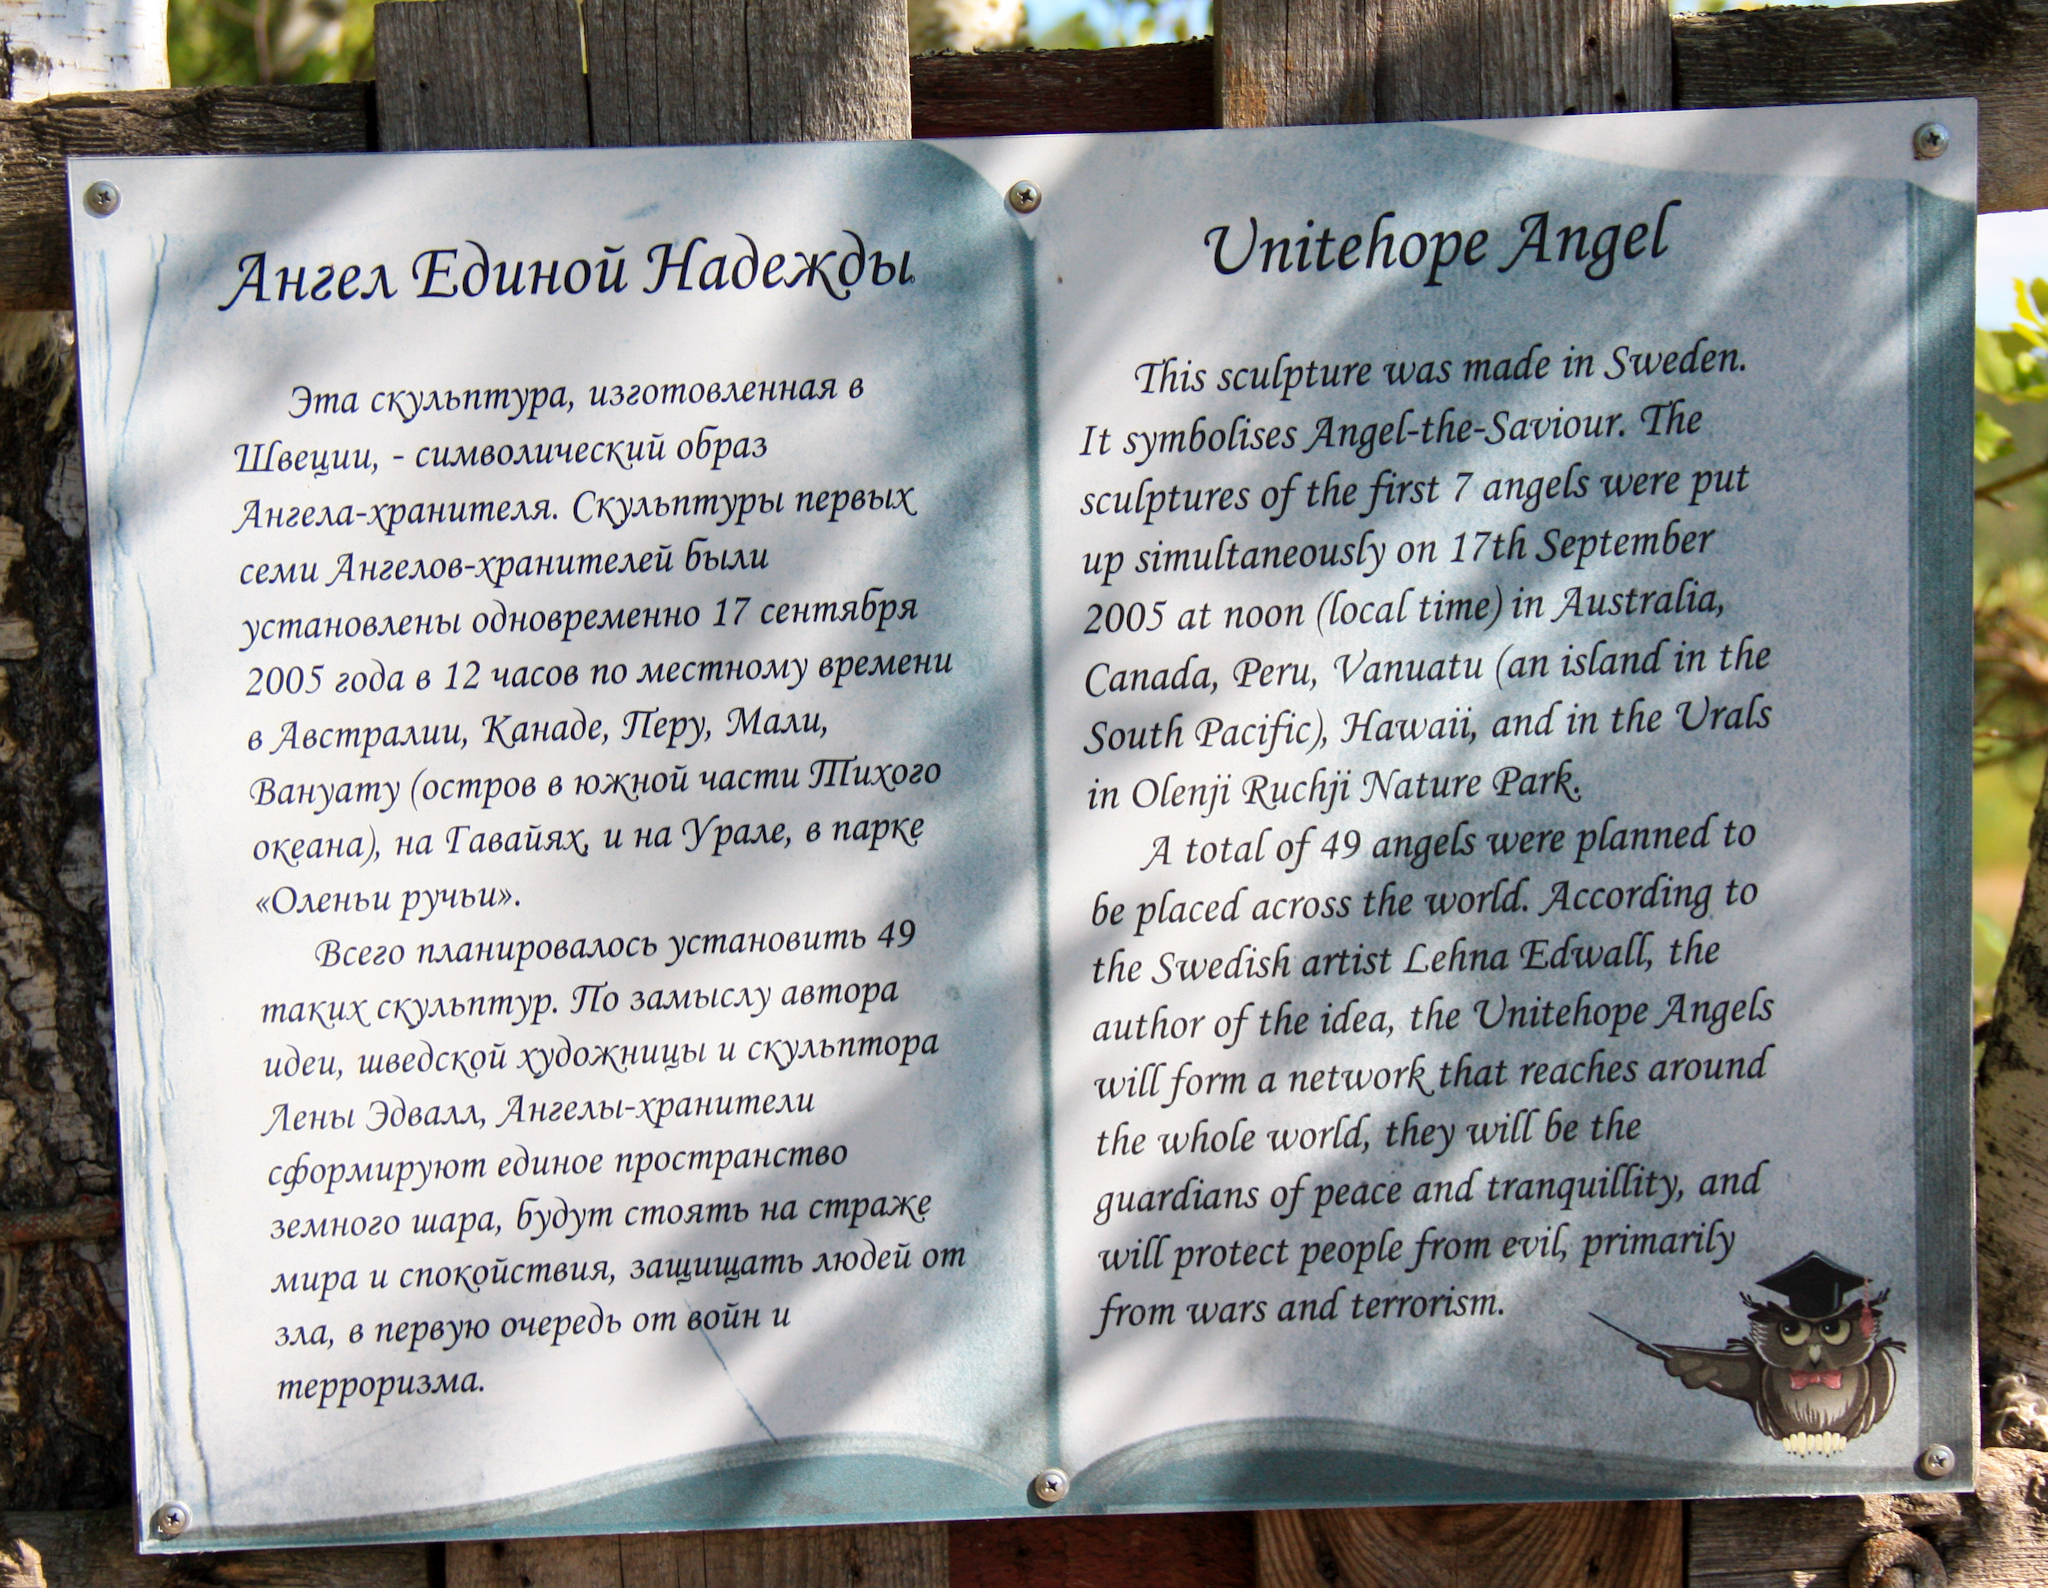 Ангел Единой Надежды
Эта скульптура, изготовленная в
Швеции, - символический образ
Ангела-хранителя. Скульптуры первых
семи Ангелов-хранителей были
установлены одновременно 17 сентября
2005 года в 12 часов по местному времени
в Австралии, Канаде, Перу, Мали,
Вануату (остров в южной части Тихого
океана), на Гавайях, и на Урале, в парке
«Оленьи ручьи».
Всего планировалось установить 49
таких скульптур. По замыслу автора
идеи, шведской художницы и скульптора
Лены Эдвалл, Ангелы-хранители
сформируют единое пространство
земного шара, будут стоять на страже
мира и спокойствия, защищать людей от
зла, в первую очередь от войн и
терроризма.
Unitehope Angel
This sculpture was made in Sweden.
It symbolises Angel-the-Saviour. The
sculptures of the first 7 angels were put
up simultaneously on 17th September
2005 at noon (local time) in Australia,
Canada, Peru, Vanuatu (an island in the
South Pacific), Hawaii, and in the Urals
in Olenji Ruchji Nature Park.
A total of 49 angels were planned to
be placed across the world. According to
the Swedish artist Lehna Edwall, the
author of the idea, the Unitehope Angels
will form a network that reaches around
the whole world, they will be the
guardians of peace and tranquillity, and
will protect people from evil, primarily
from wars and terrorism.